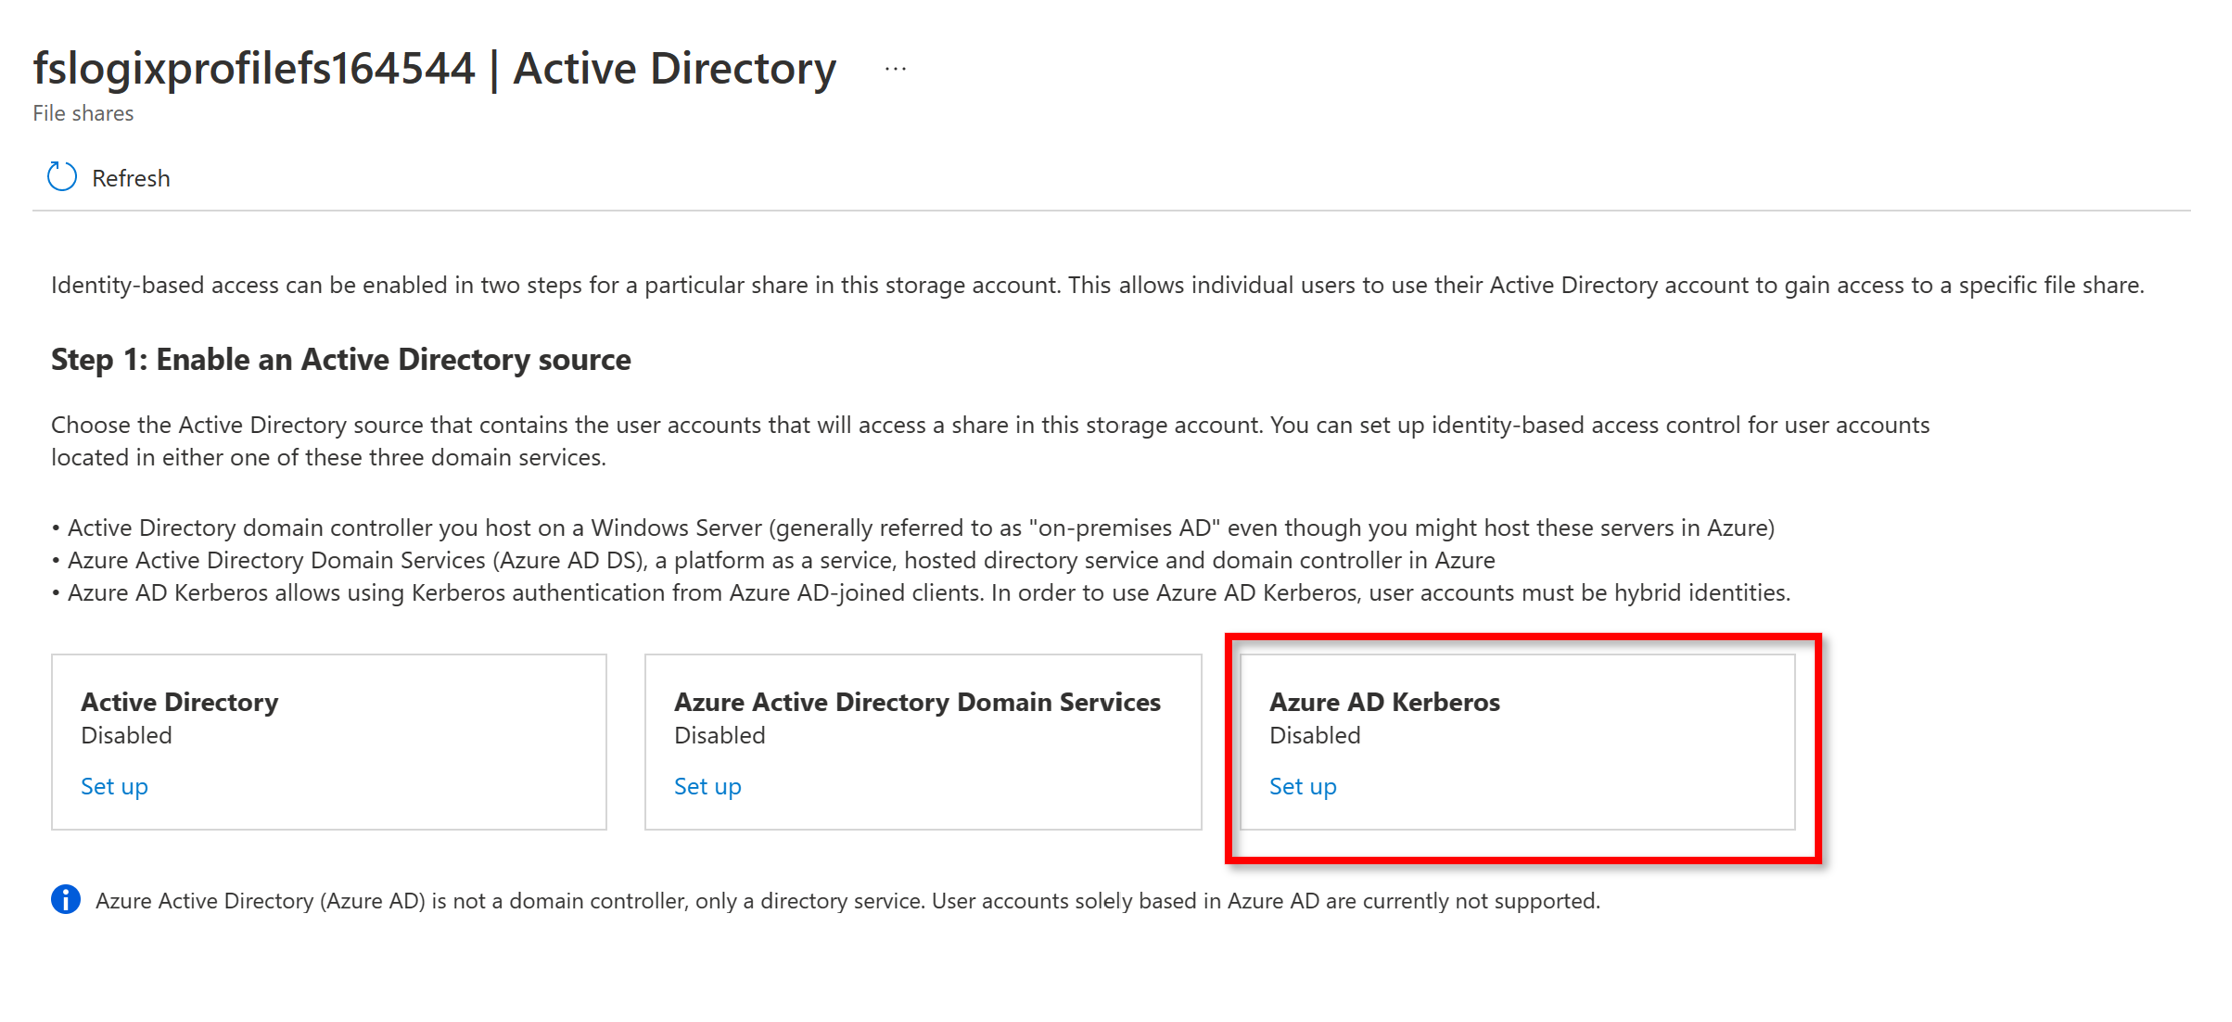 fslogixprofilefs164544 | Active Directory ...
File shares
Refresh
Identity-based access can be enabled in two steps for a particular share in this storage account. This allows individual users to use their Active Directory account to gain access to a specific file share.
Step 1: Enable an Active Directory source
Choose the Active Directory source that contains the user accounts that will access a share in this storage account. You can set up identity-based access control for user accounts
located in either one of these three domain services.
• Active Directory domain controller you host on a Windows Server (generally referred to as "on-premises AD" even though you might host these servers in Azure)
• Azure Active Directory Domain Services (Azure AD DS), a platform as a service, hosted directory service and domain controller in Azure
• Azure AD Kerberos allows using Kerberos authentication from Azure AD-joined clients. In order to use Azure AD Kerberos, user accounts must be hybrid identities.
Active Directory
Disabled
Set up
Azure Active Directory Domain Services
Disabled
Set up
Azure AD Kerberos
Disabled
Set up
Azure Active Directory (Azure AD) is not a domain controller, only a directory service. User accounts solely based in Azure AD are currently not supported.